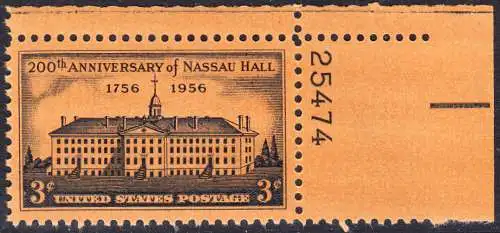 200th ANNIVERSARY of NASSAU HALL
1756 1956
3¢ UNITED STATES POSTAGE 3¢
25474